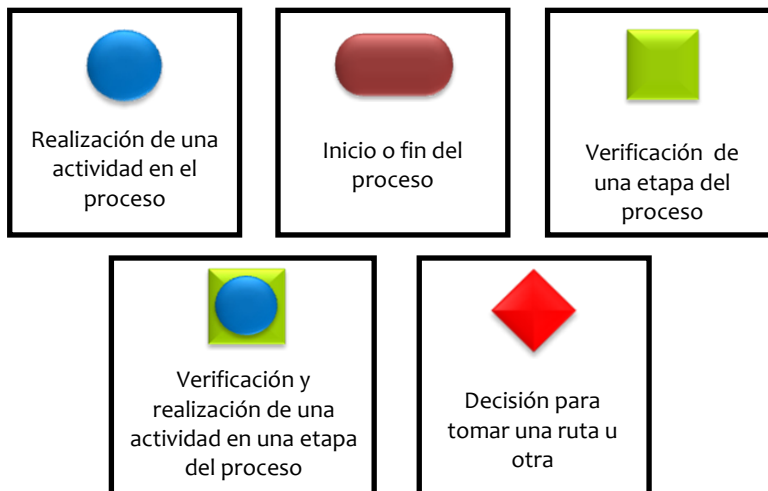 Realización de una
actividad en el
proceso
Inicio o fin del
proceso
Verificación de
una etapa del
proceso
Verificación y
realización de una
actividad en una etapa
del proceso
Decisión para
tomar una ruta u
otra